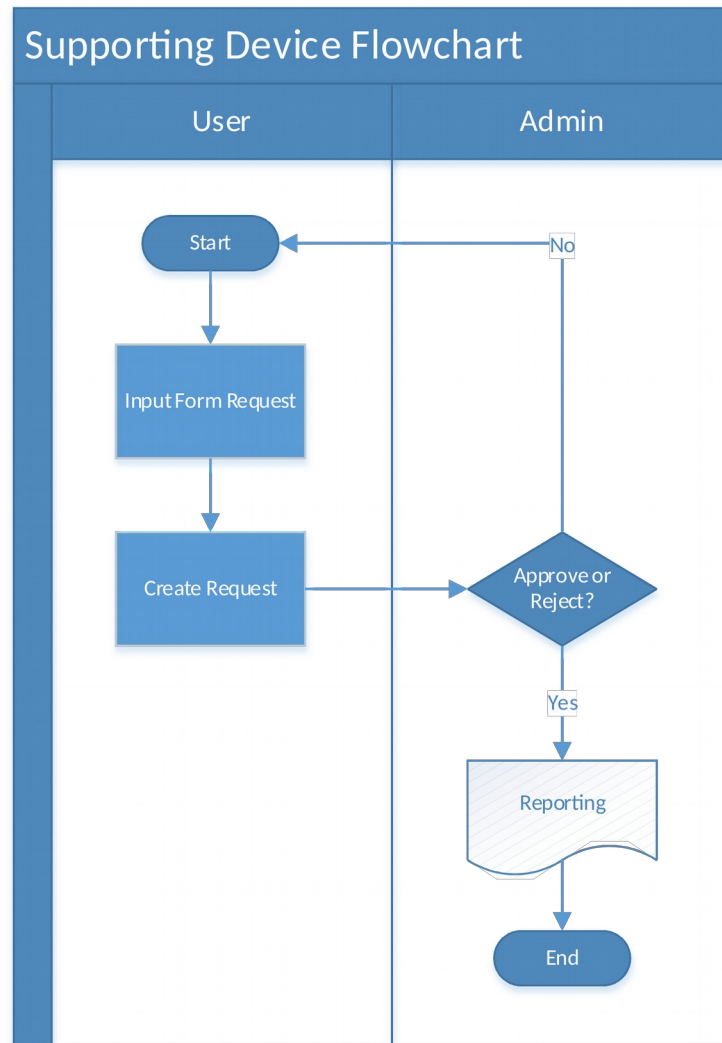 Supporting Device Flowchart
User
Admin
Start
No
Input Form Request
Create Request
Approve or
Reject?
Yes
Reporting
End